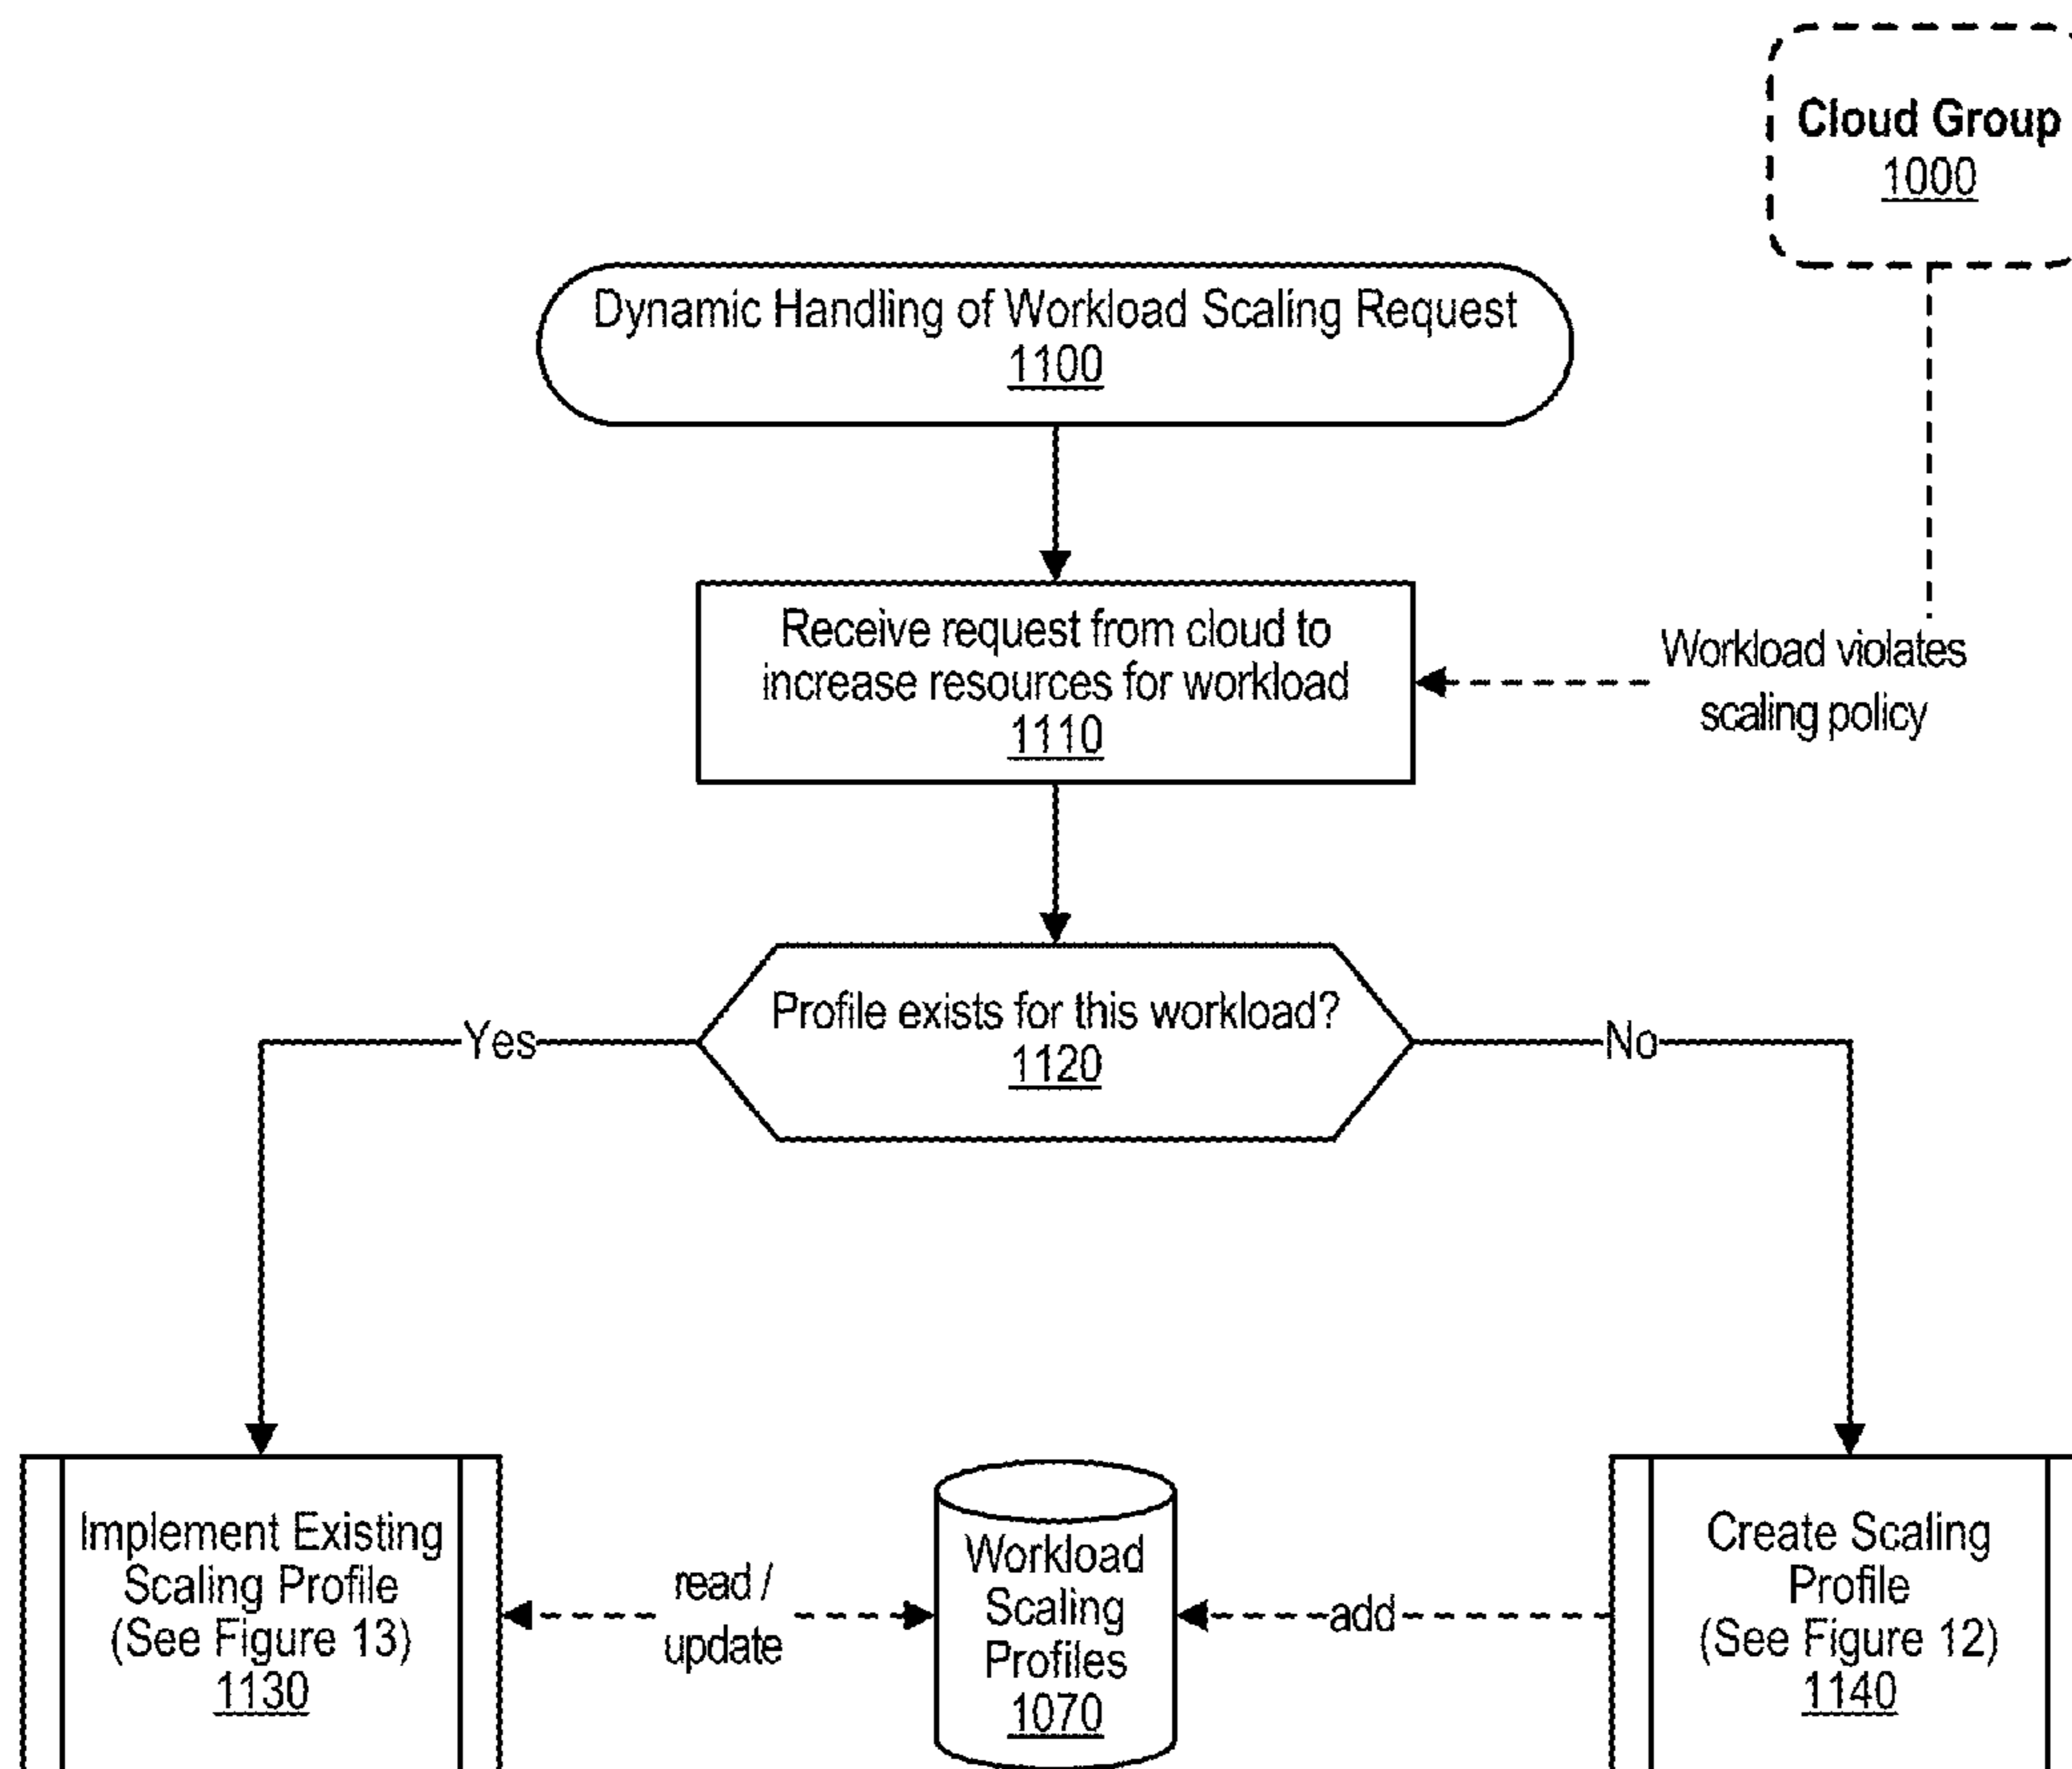 Cloud Group
1000
Dynamic Handling of Workload Scaling Request
1100
Receive request from cloud to
increase resources for workload
1110
Workload violates
scaling policy
Profile exists for this workload?
1120
Yes
No
Implement Existing
Scaling Profile
(See Figure 13)
1130
read /
update
Workload
Scaling
Profiles
1070
add
Create Scaling
Profile
(See Figure 12)
1140